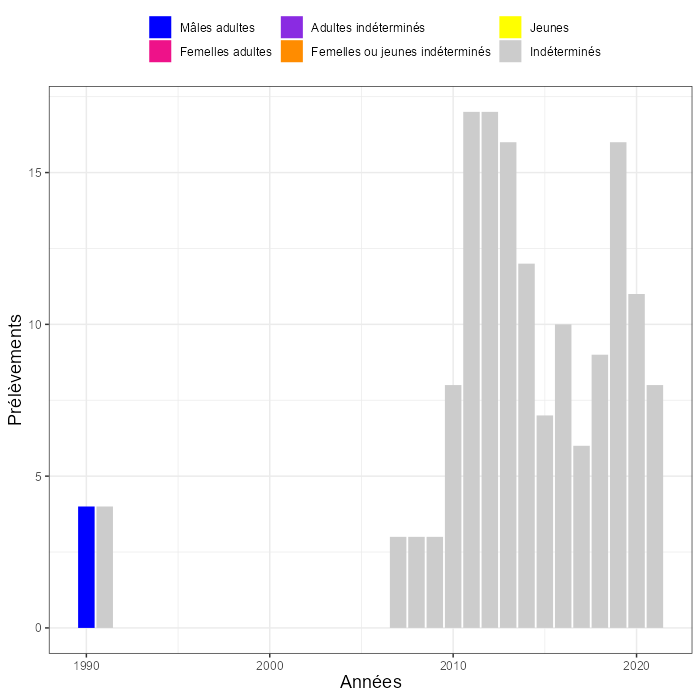 Mâles adultes
Adultes indéterminés
Jeunes
Femelles adultes
Femelles ou jeunes indéterminés
Indéterminés
Prélèvements
15
10
5
0
1990
2000
2010
2020
Années